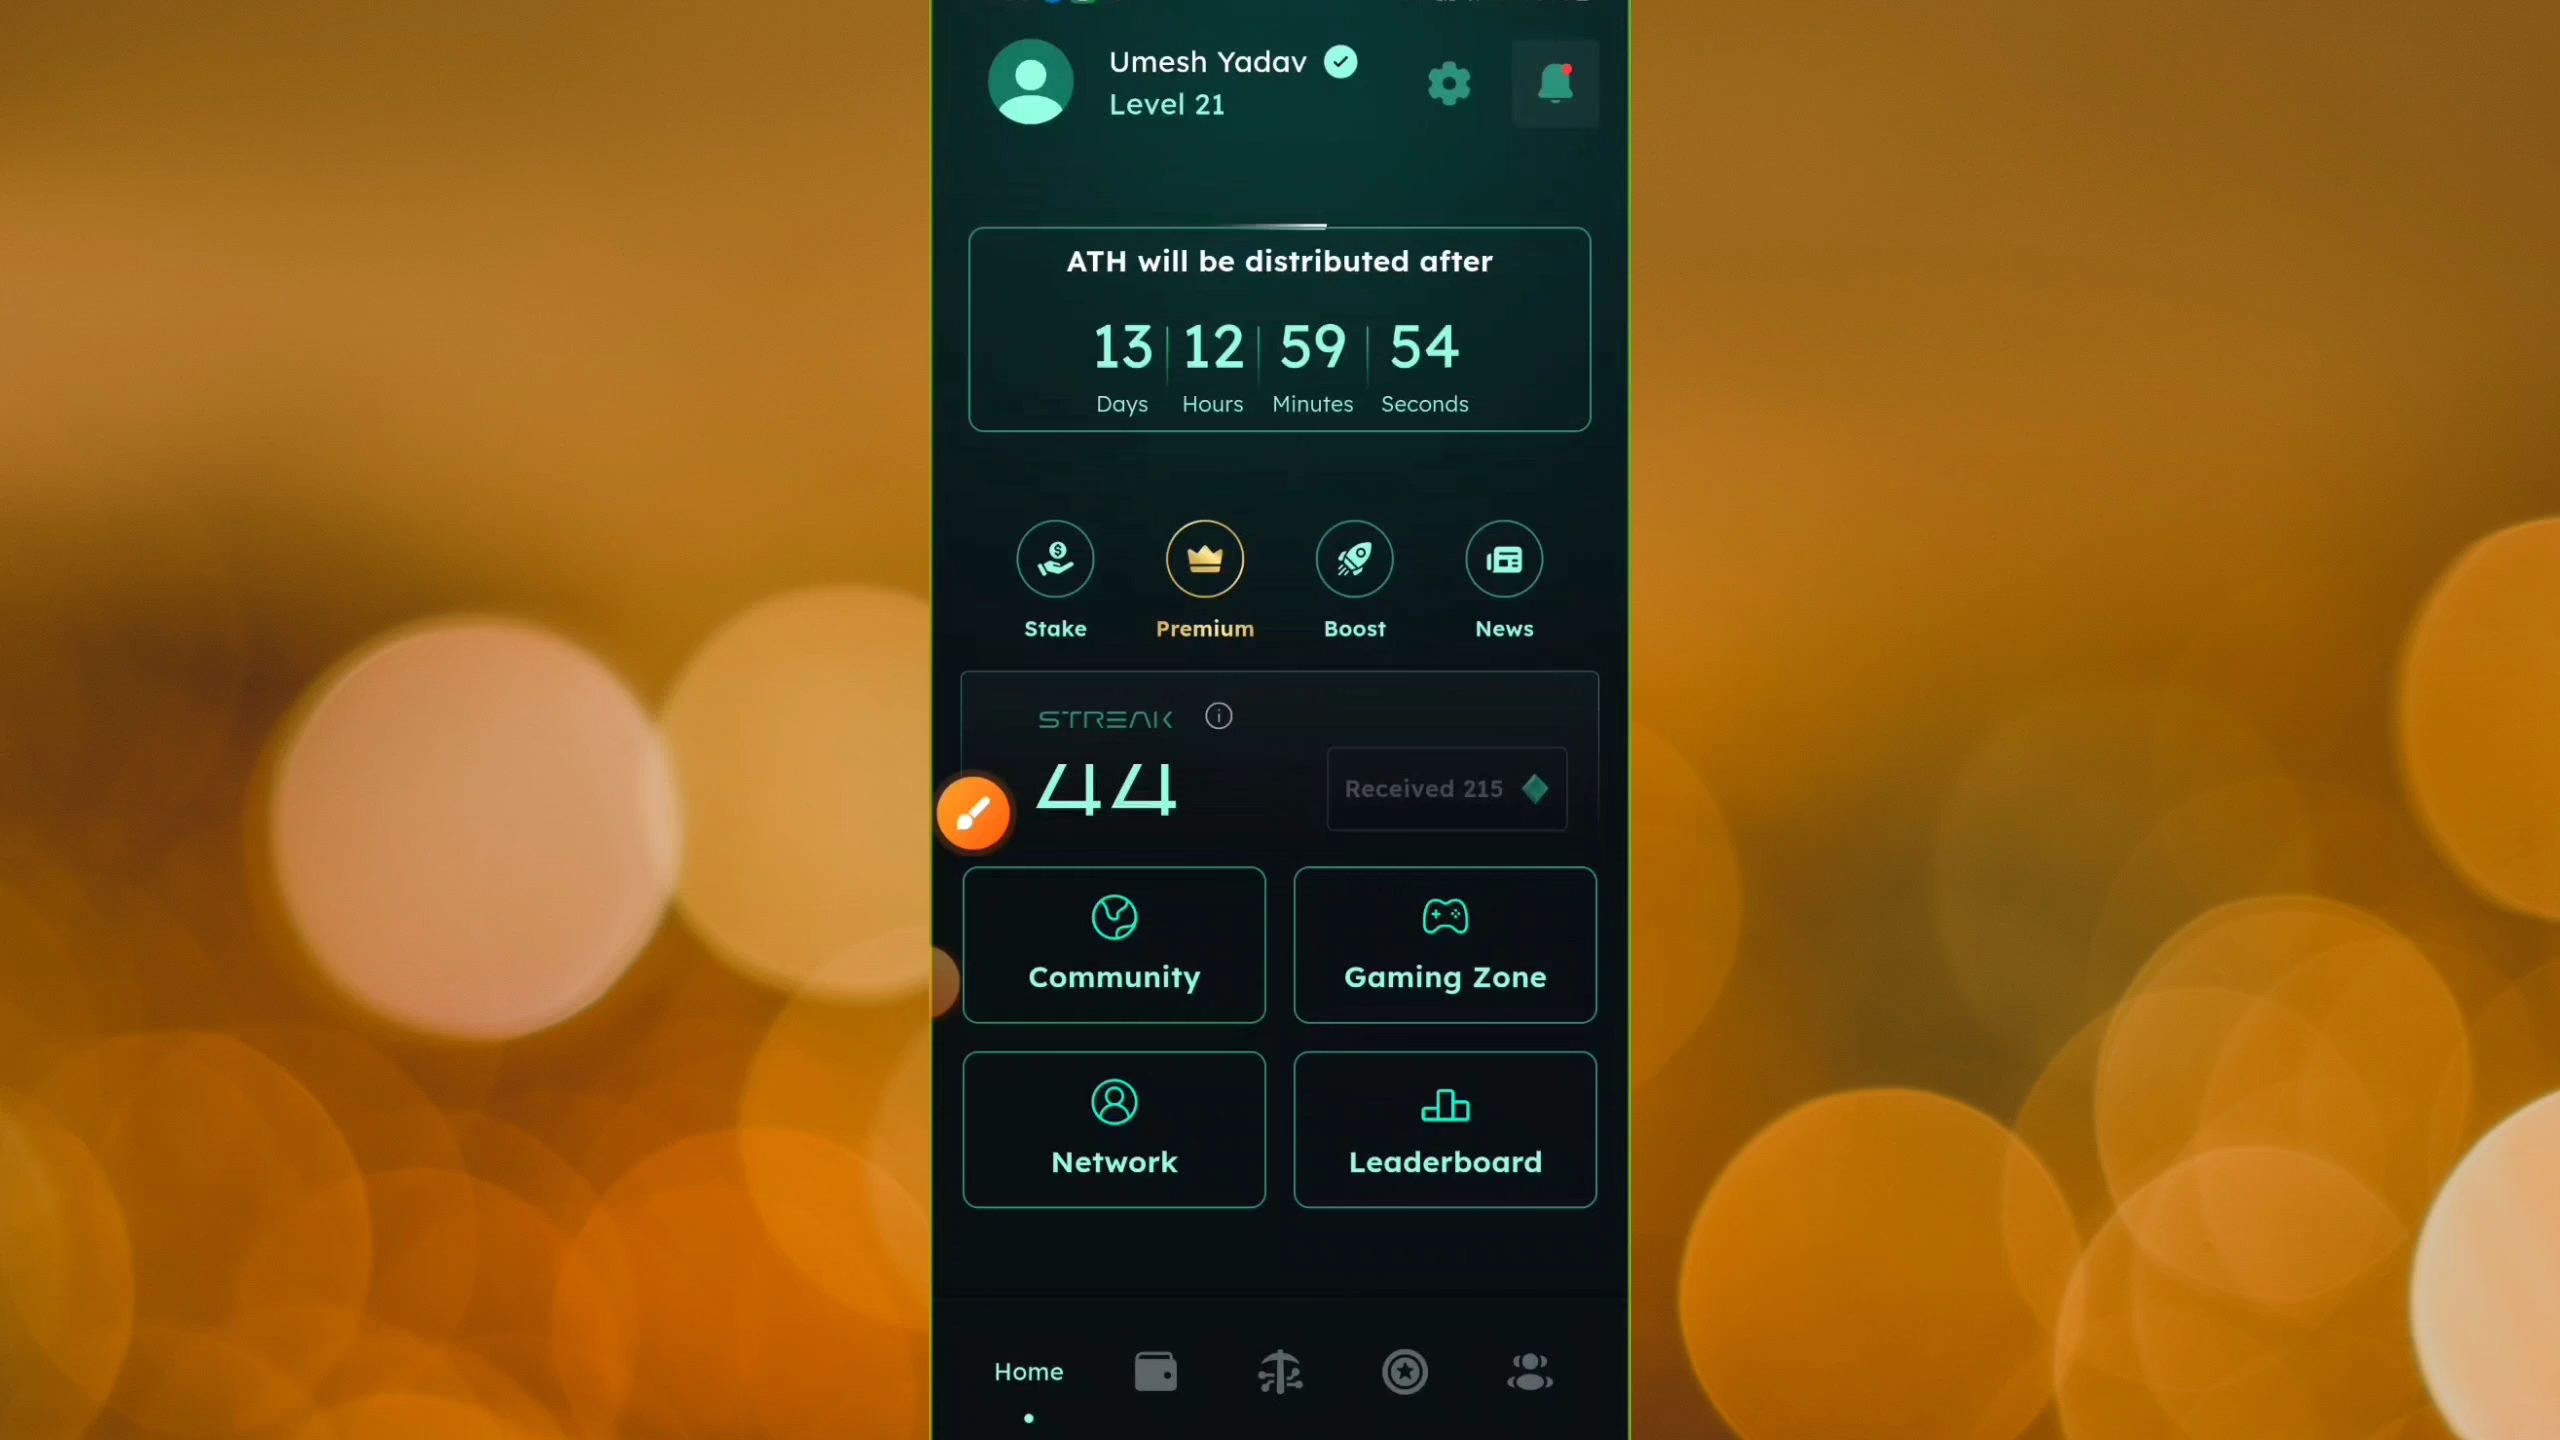 Umesh Yadav
Level 21
ATH will be distributed after
13 12 59 54
Days Hours Minutes Seconds
Stake Premium Boost News
STREAK
44
Received 215
Community Gaming Zone
Network Leaderboard
Home